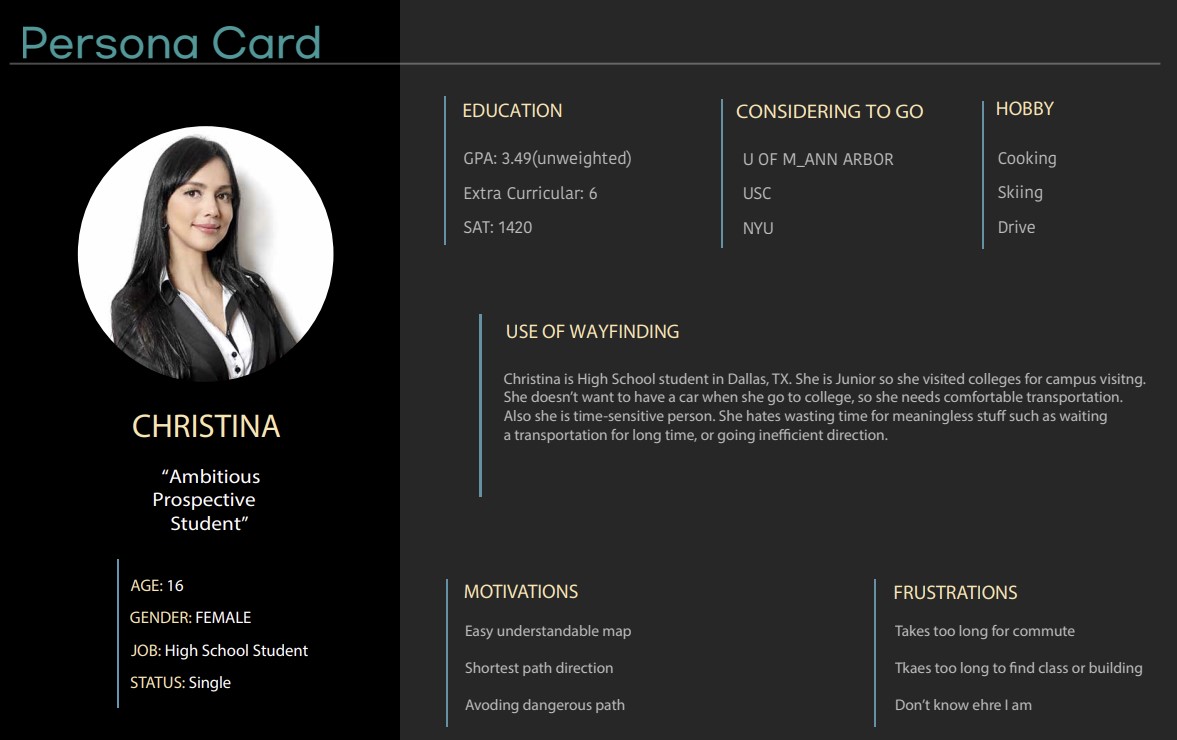 Persona Card
CHRISTINA
“Ambitious
Prospective
Student”
AGE: 16
GENDER: FEMALE
JOB: High School Student
STATUS: Single
EDUCATION
GPA: 3.49(unweighted)
Extra Curricular: 6
SAT: 1420
CONSIDERING TO GO
U OF M_ANN ARBOR
USC
NYU
HOBBY
Cooking
Skiing
Drive
USE OF WAYFINDING
Christina is High School student in Dallas, TX. She is Junior so she visited colleges for campus visitng.
She doesn’t want to have a car when she go to college, so she needs comfortable transportation.
Also she is time-sensitive person. She hates wasting time for meaningless stuff such as waiting
a transportation for long time, or going inefficient direction.
MOTIVATIONS
Easy understandable map
Shortest path direction
Avoding dangerous path
FRUSTRATIONS
Takes too long for commute
Tkaes too long to find class or building
Don’t know ehre I am